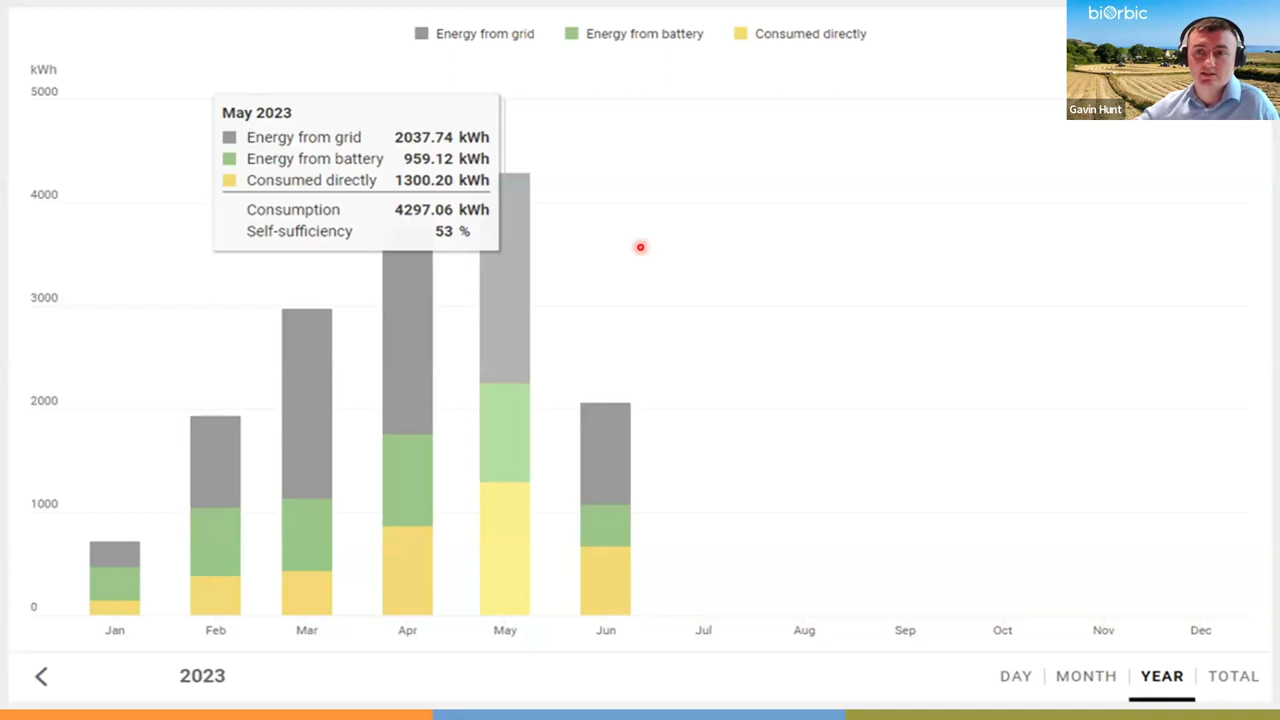 biOrbic
Gavin Hunt
Energy from grid Energy from battery Consumed directly
kWh
5000
4000
3000
2000
1000
0
May 2023
Energy from grid 2037.74 kWh
Energy from battery 959.12 kWh
Consumed directly 1300.20 kWh
Consumption 4297.06 kWh
Self-sufficiency 53 %
Jan Feb Mar Apr May Jun Jul Aug Sep Oct Nov Dec
2023
DAY MONTH YEAR TOTAL